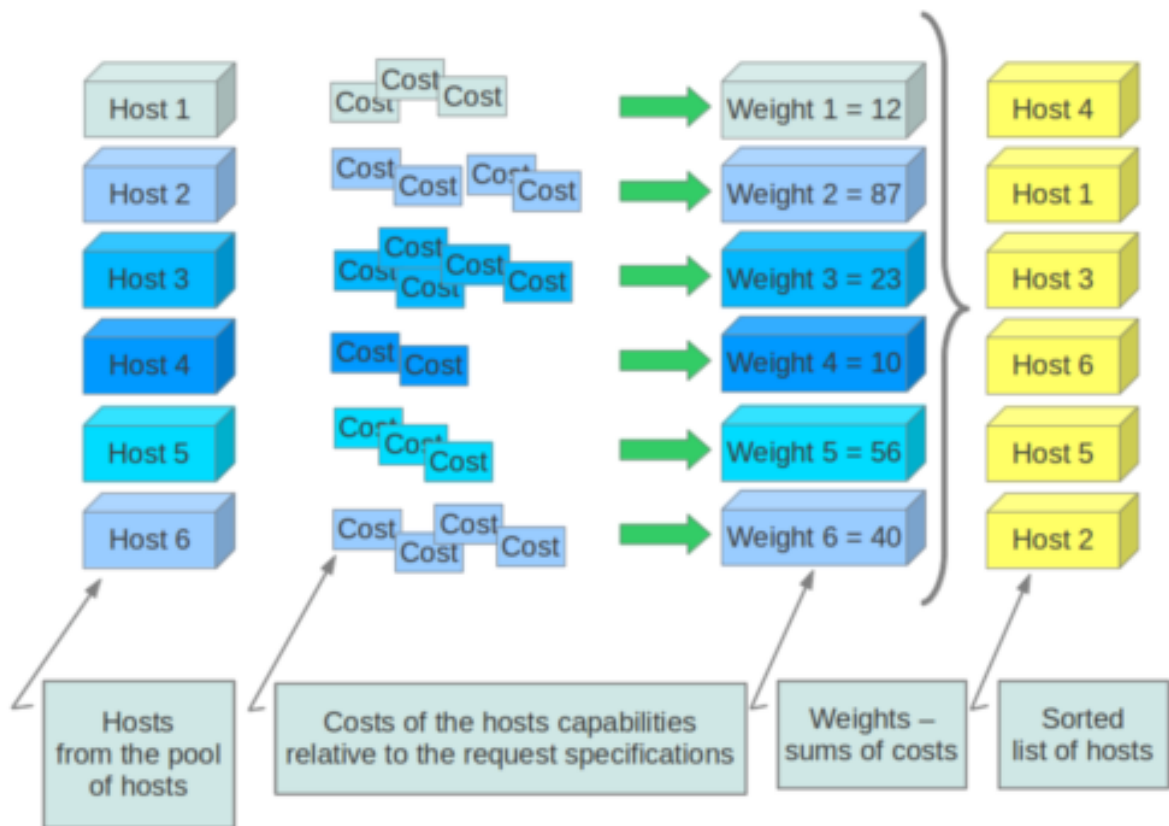 Host 1
Cost
Cost
Cost
Weight 1 = 12
Host 4
Host 2
Cost
Cost
Cost
Cost
Weight 2 = 87
Host 1
Host 3
Cost
Cost
Cost
Cost
Cost
Weight 3 = 23
Host 3
Host 4
Cost
Cost
Weight 4 = 10
Host 6
Host 5
Cost
Cost
Cost
Weight 5 = 56
Host 5
Host 6
Cost
Cost
Cost
Cost
Weight 6 = 40
Host 2
Hosts
from the pool
of hosts
Costs of the hosts capabilities
relative to the request specifications
Weights –
sums of costs
Sorted
list of hosts